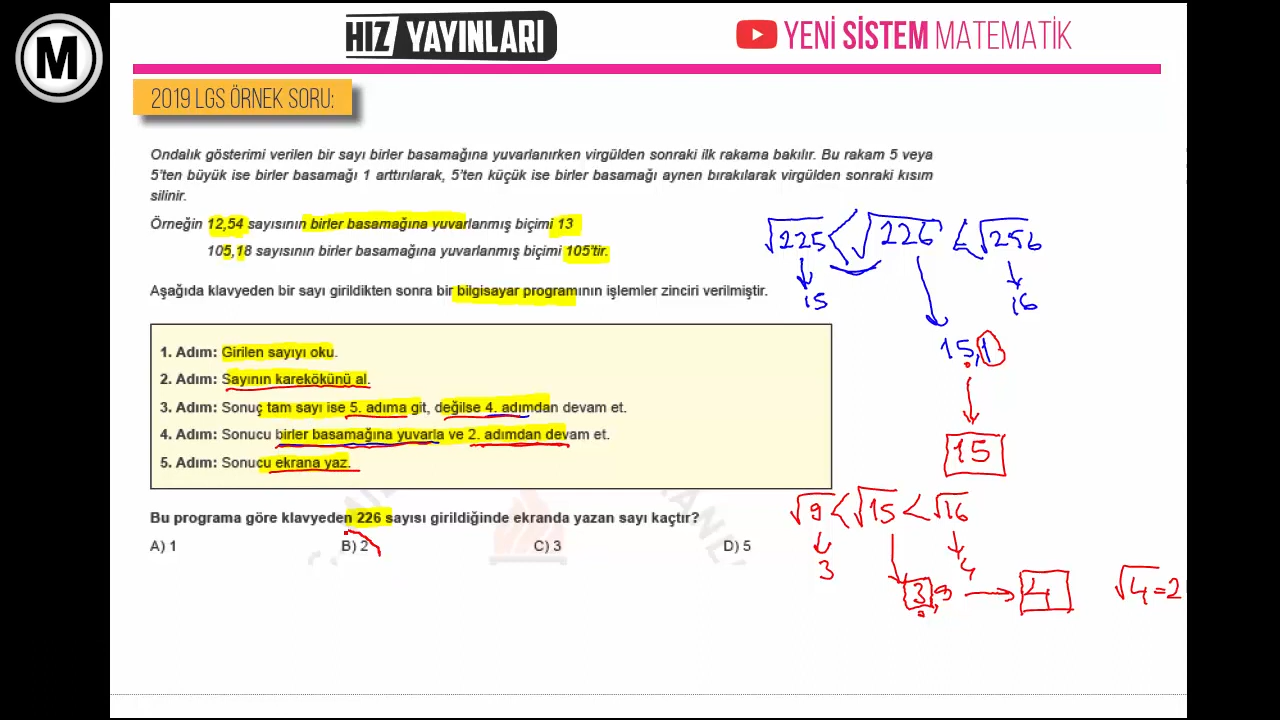 M
HIZ YAYINLARI
YENİ SİSTEM MATEMATİK
2019 LGS ÖRNEK SORU:
Ondalık gösterimi verilen bir sayı birler basamağına yuvarlanırken virgülden sonraki ilk rakama bakılır. Bu rakam 5 veya
5'ten büyük ise birler basamağı 1 arttırılarak, 5'ten küçük ise birler basamağı aynen bırakılarak virgülden sonraki kısım
silinir.
Örneğin 12,54 sayısının birler basamağına yuvarlanmış biçimi 13
105,18 sayısının birler basamağına yuvarlanmış biçimi 105'tir.
Aşağıda klavyeden bir sayı girildikten sonra bir bilgisayar programının işlemler zinciri verilmiştir.
1. Adım: Girilen sayıyı oku.
2. Adım: Sayının karekökünü al.
3. Adım: Sonuç tam sayı ise 5. adıma git, değilse 4. adımdan devam et.
4. Adım: Sonucu birler basamağına yuvarla ve 2. adımdan devam et.
5. Adım: Sonucu ekrana yaz.
Bu programa göre klavyeden 226 sayısı girildiğinde ekranda yazan sayı kaçtır?
A) 1 B) 2 C) 3 D) 5
√225 < √226 < √256
15 16
15,1
15
√9 < √15 < √16
3 4
3,9 → 4 √4=2